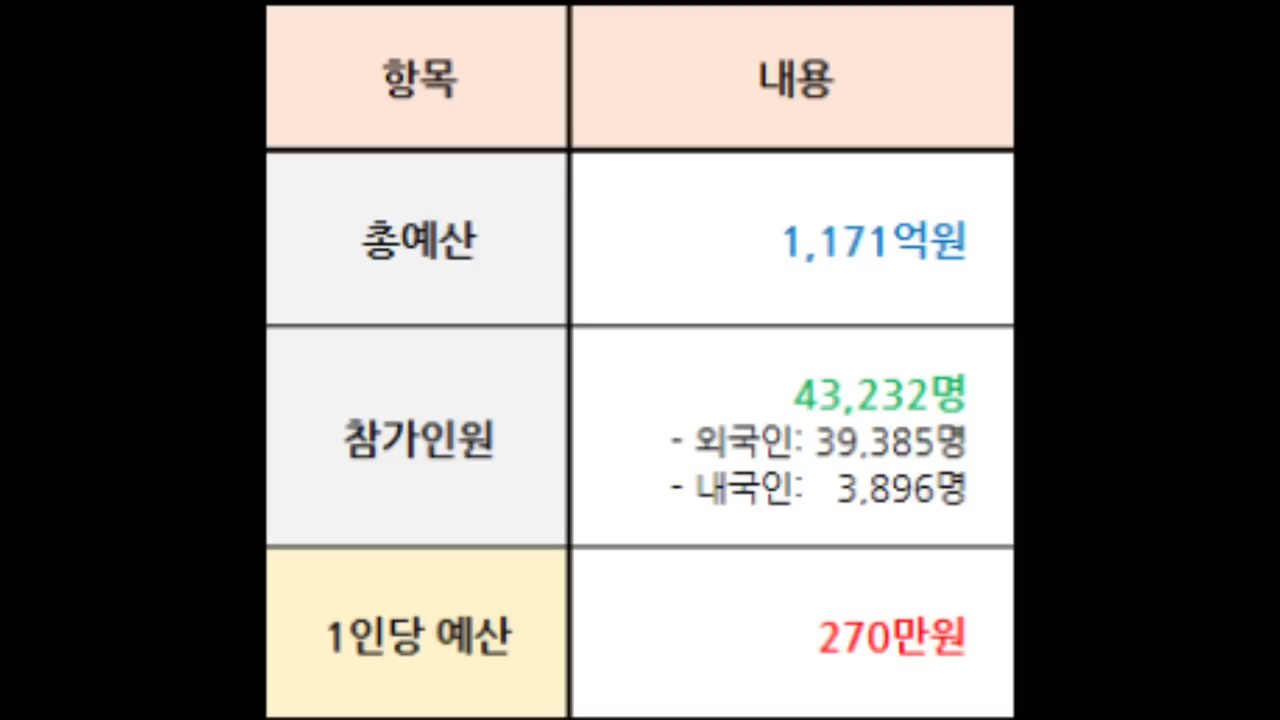 항목 내용
총예산 1,171억원
참가인원 43,232명
- 외국인: 39,385명
- 내국인: 3,896명
1인당 예산 270만원